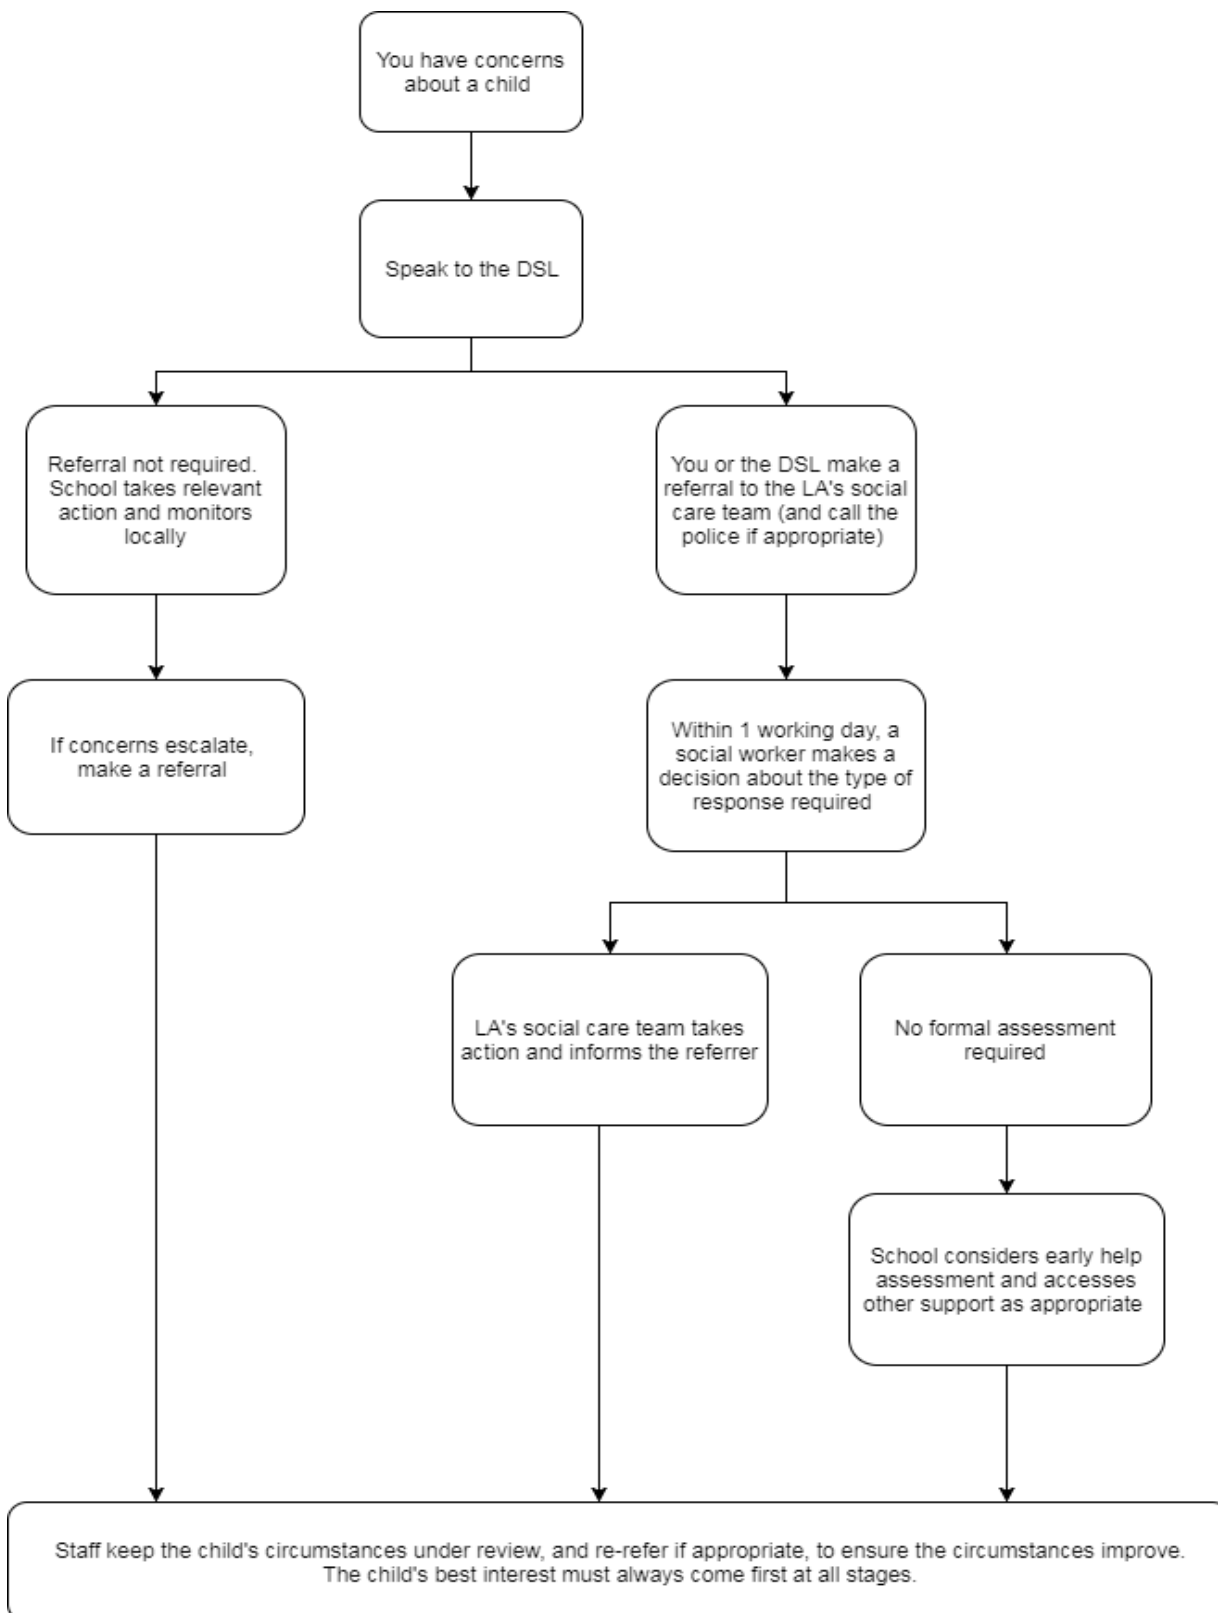 You have concerns
about a child
Speak to the DSL
Referral not required.
School takes relevant
action and monitors
locally
You or the DSL make a
referral to the LA's social
care team (and call the
police if appropriate)
If concerns escalate,
make a referral
Within 1 working day, a
social worker makes a
decision about the type of
response required
LA's social care team takes
action and informs the referrer
No formal assessment
required
School considers early help
assessment and accesses
other support as appropriate
Staff keep the child's circumstances under review, and re-refer if appropriate, to ensure the circumstances improve.
The child's best interest must always come first at all stages.